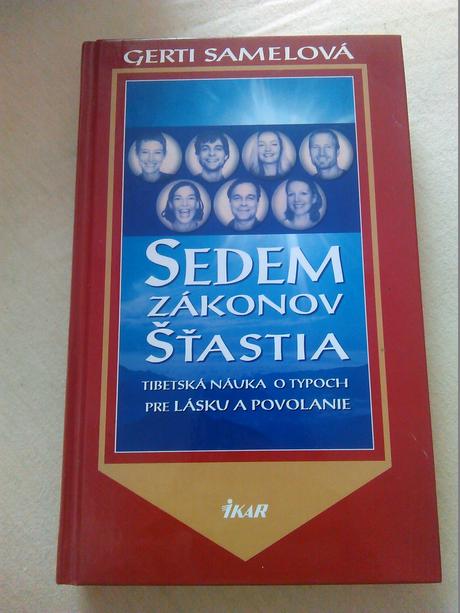 GERTI SAMELOVÁ
SEDEM
ZÁKONOV
ŠŤASTIA
TIBETSKÁ NÁUKA O TYPOCH
PRE LÁSKU A POVOLANIE
IKAR